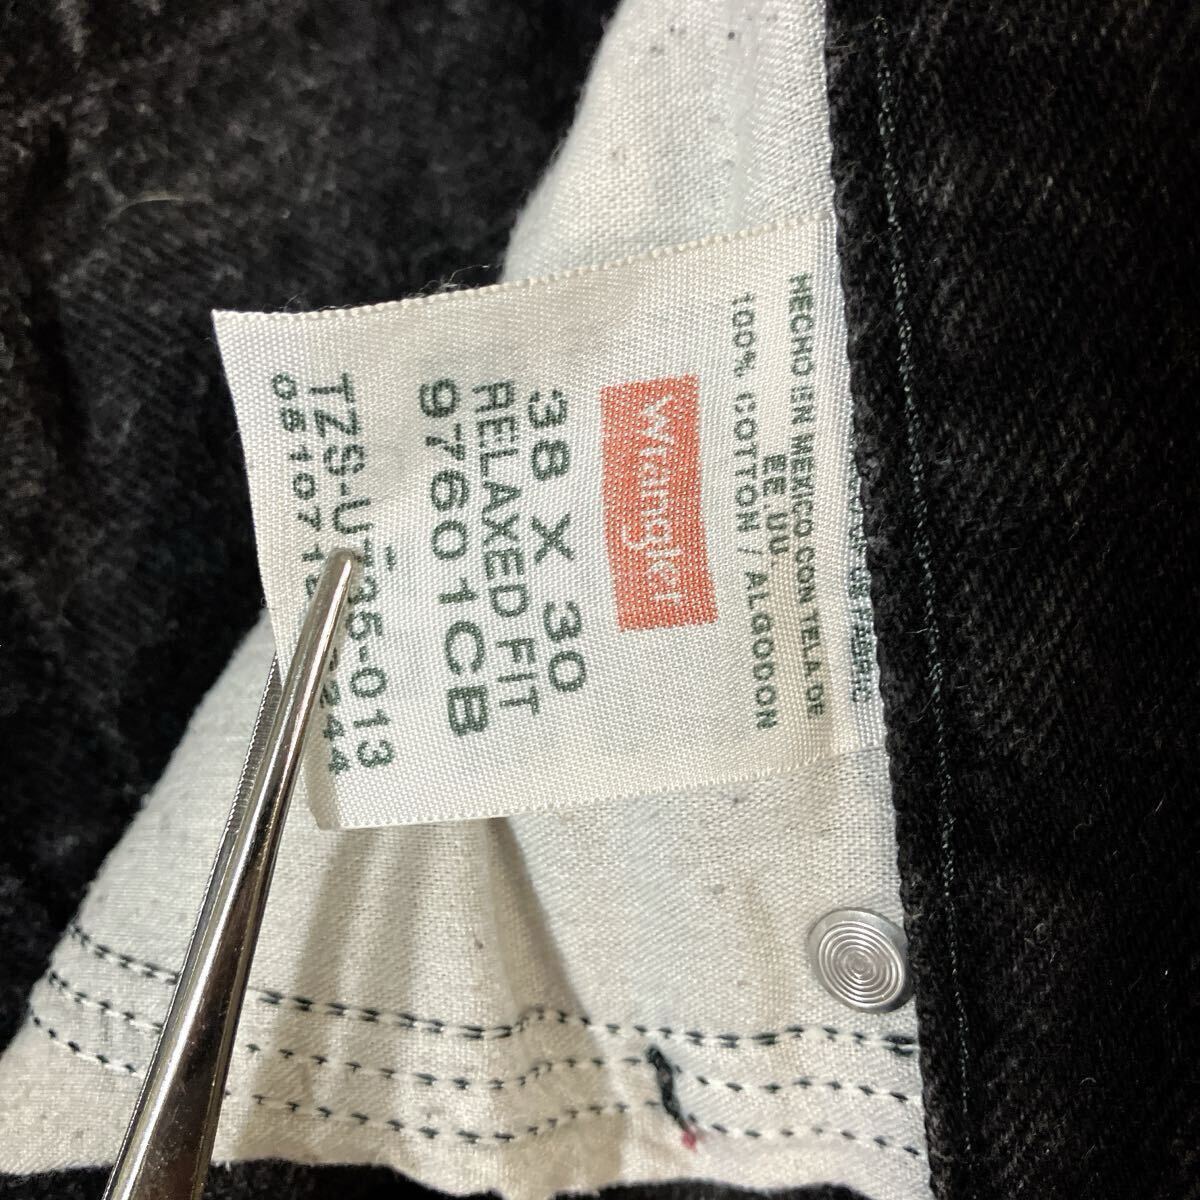 HECHO EN MEXICO CON TELA DE
EE.UU.
100% COTTON / ALGODON
Wrangler
38 X 30
RELAXED FIT
97601CB
TZS-U735-013